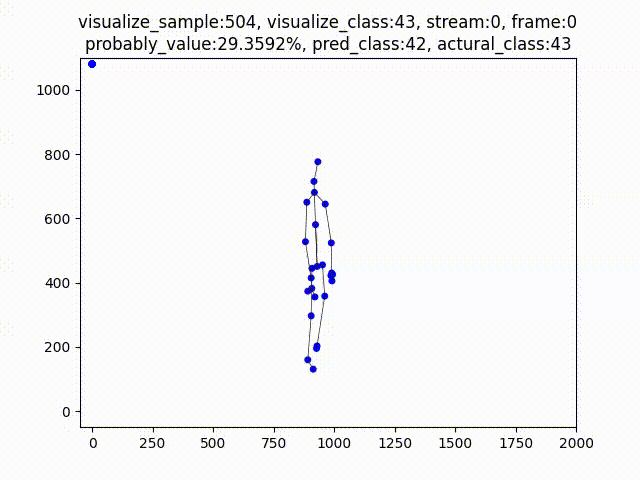 visualize_sample:504, visualize_class:43, stream:0, frame:0
probably_value:29.3592%, pred_class:42, actural_class:43
1000
800
600
400
200
0
0 250 500 750 1000 1250 1500 1750 2000